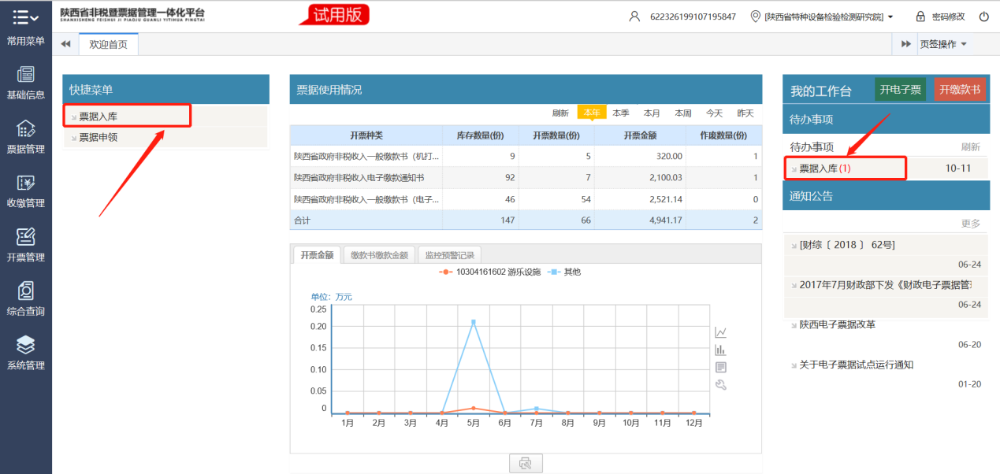 陕西省非税暨票据管理一体化平台
SHANXISHENG FEISHUI JI PIAOJU GUANLI YITIHUA PINGTAI
试用版
622326199107195847
[陕西省特种设备检验检测研究院]
密码修改
常用菜单
基础信息
票据管理
收缴管理
开票管理
综合查询
系统管理
欢迎首页
页签操作
快捷菜单
票据入库
票据申领
票据使用情况
刷新 本年 本季 本月 本周 今天 昨天
开票种类 库存数量(份) 开票数量(份) 开票金额 作废数量(份)
陕西省政府非税收入一般缴款书（机打... 9 5 320.00 1
陕西省政府非税收入电子缴款通知书 92 7 2,100.03 1
陕西省政府非税收入一般缴款书（电子... 46 54 2,521.14 0
合计 147 66 4,941.17 2
开票金额 缴款书缴款金额 监控预警记录
10304161602 游乐设施 其他
单位：万元
0.25
0.20
0.15
0.10
0.05
0
1月 2月 3月 4月 5月 6月 7月 8月 9月 10月 11月 12月
我的工作台 开电子票 开缴款书
待办事项
待办事项 刷新
票据入库(1) 10-11
通知公告
更多
[财综〔 2018 〕 62号]
06-24
2017年7月财政部下发《财政电子票据管
06-24
陕西电子票据改革
06-20
关于电子票据试点运行通知
01-20